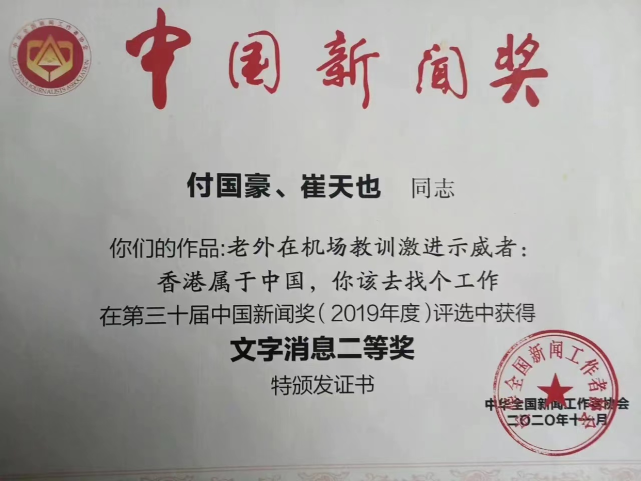 中国新闻奖
付国豪、崔天也 同志
你们的作品:老外在机场教训激进示威者:
香港属于中国，你该去找个工作
在第三十届中国新闻奖(2019年度)评选中获得
文字消息二等奖
特颁发证书
中华全国新闻工作者协会
二〇二〇年十一月